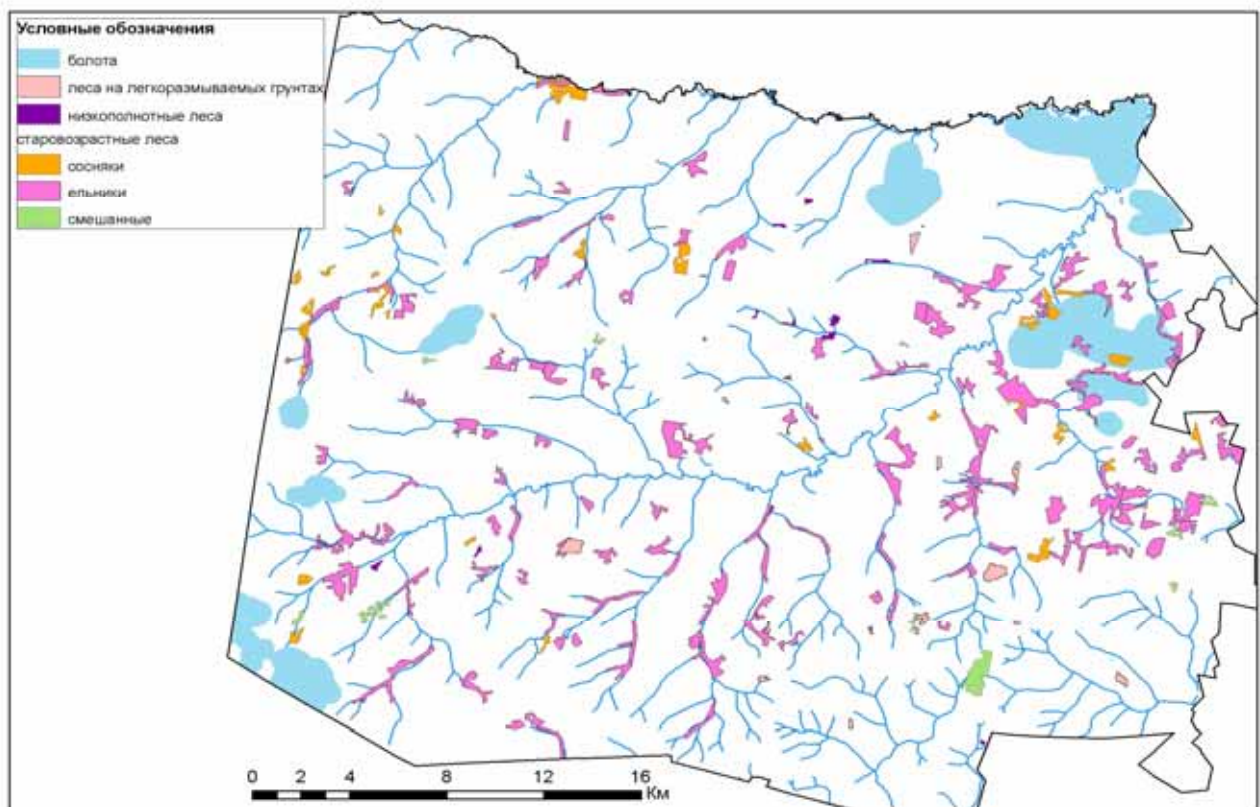 Условные обозначения
болота
леса на легкоразмываемых грунтах
низкополнотные леса
старовозрастные леса
сосняки
ельники
смешанные
0 2 4 8 12 16
Км